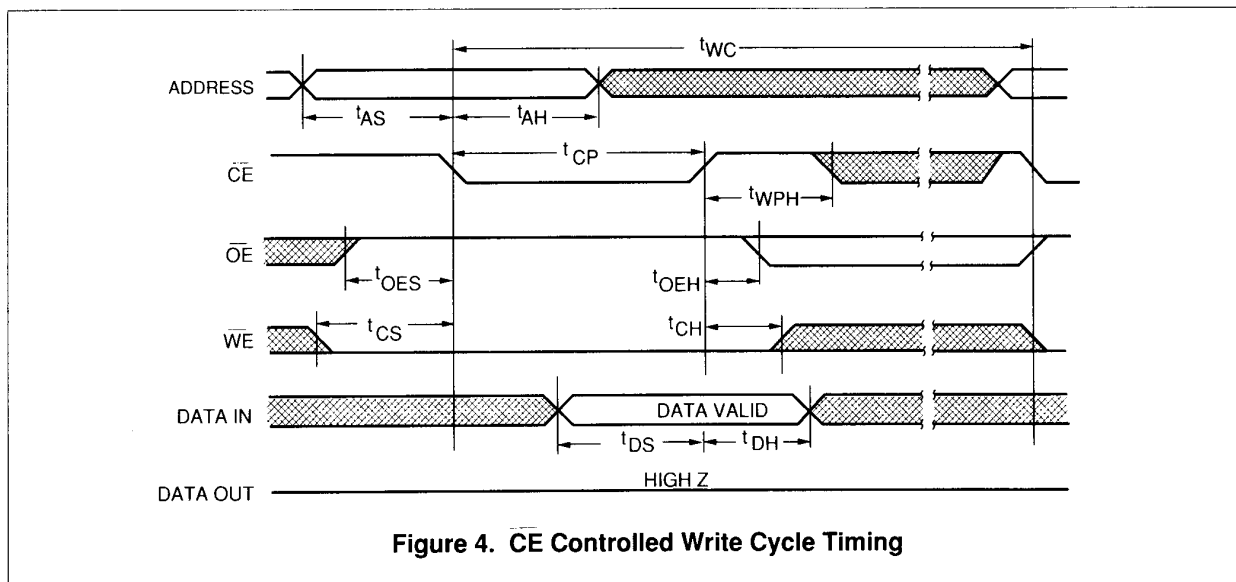 tWC
ADDRESS
tAS
tAH
tCP
CE
tWPH
OE
tOES
tOEH
tCS
tCH
WE
DATA IN
DATA VALID
tDS
tDH
HIGH Z
DATA OUT
Figure 4. CE Controlled Write Cycle Timing